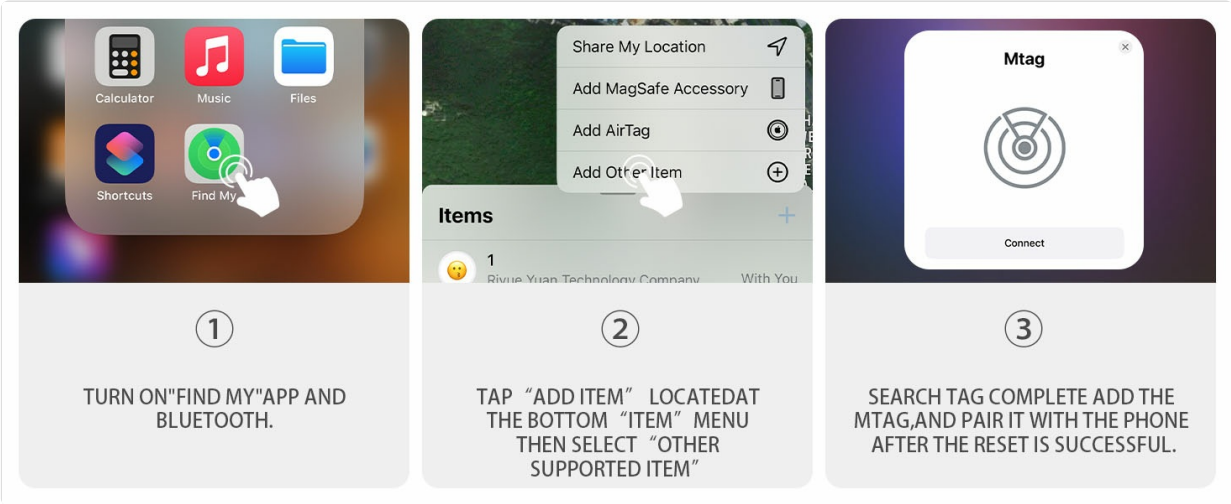 Calculator
Music
Files
Shortcuts
Find My
Share My Location
Add MagSafe Accessory
Add AirTag
Add Other Item
Items
1
Riyue Yuan Technology Company
With You
Mtag
Connect
1
TURN ON"FIND MY"APP AND
BLUETOOTH.
2
TAP “ADD ITEM” LOCATEDAT
THE BOTTOM “ITEM” MENU
THEN SELECT “OTHER
SUPPORTED ITEM”
3
SEARCH TAG COMPLETE ADD THE
MTAG,AND PAIR IT WITH THE PHONE
AFTER THE RESET IS SUCCESSFUL.